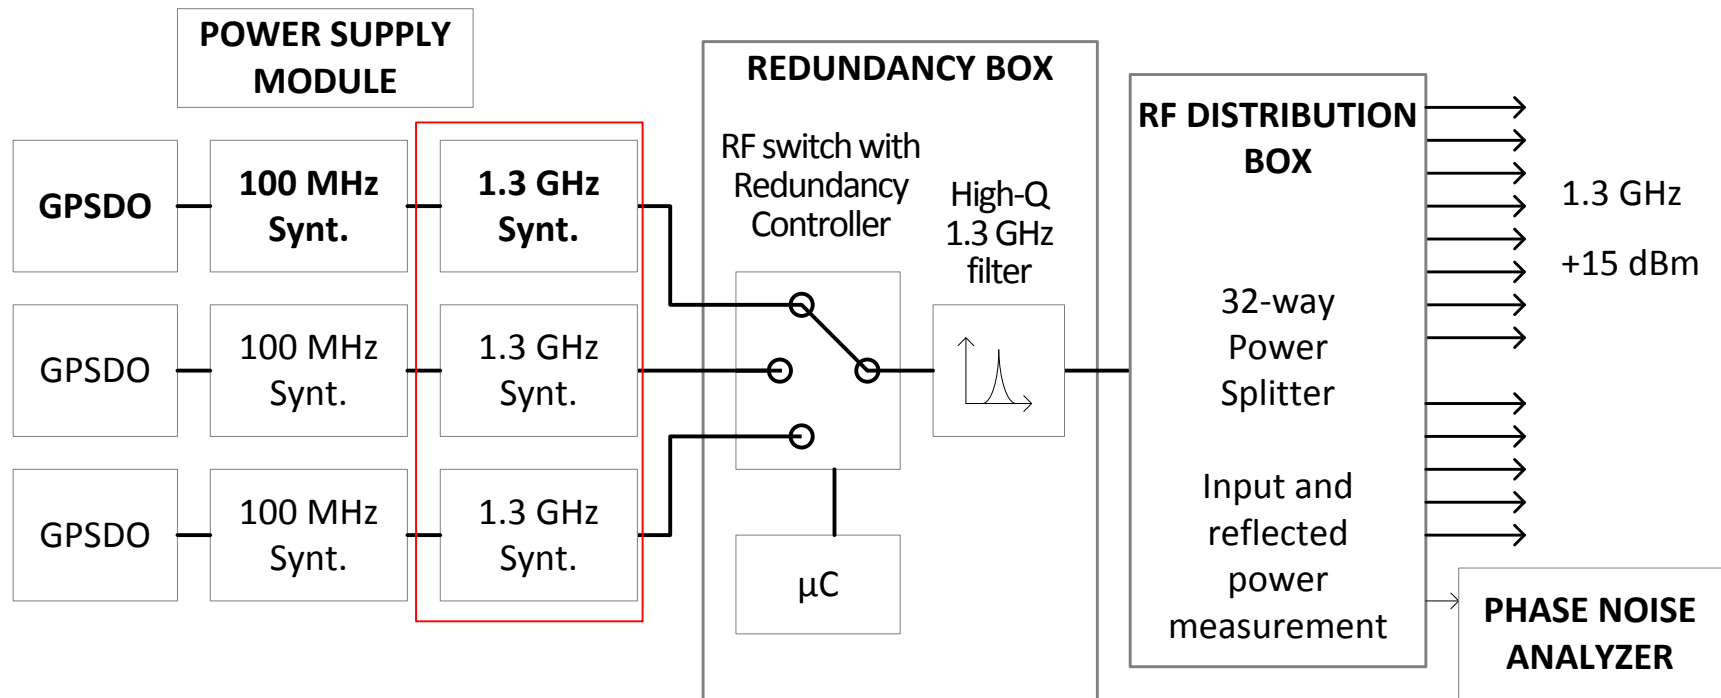 POWER SUPPLY
MODULE
GPSDO
100 MHz
Synt.
1.3 GHz
Synt.
GPSDO
100 MHz
Synt.
1.3 GHz
Synt.
GPSDO
100 MHz
Synt.
1.3 GHz
Synt.
REDUNDANCY BOX
RF switch with
Redundancy
Controller
High-Q
1.3 GHz
filter
µC
RF DISTRIBUTION
BOX
32-way
Power
Splitter
Input and
reflected
power
measurement
1.3 GHz
+15 dBm
PHASE NOISE
ANALYZER